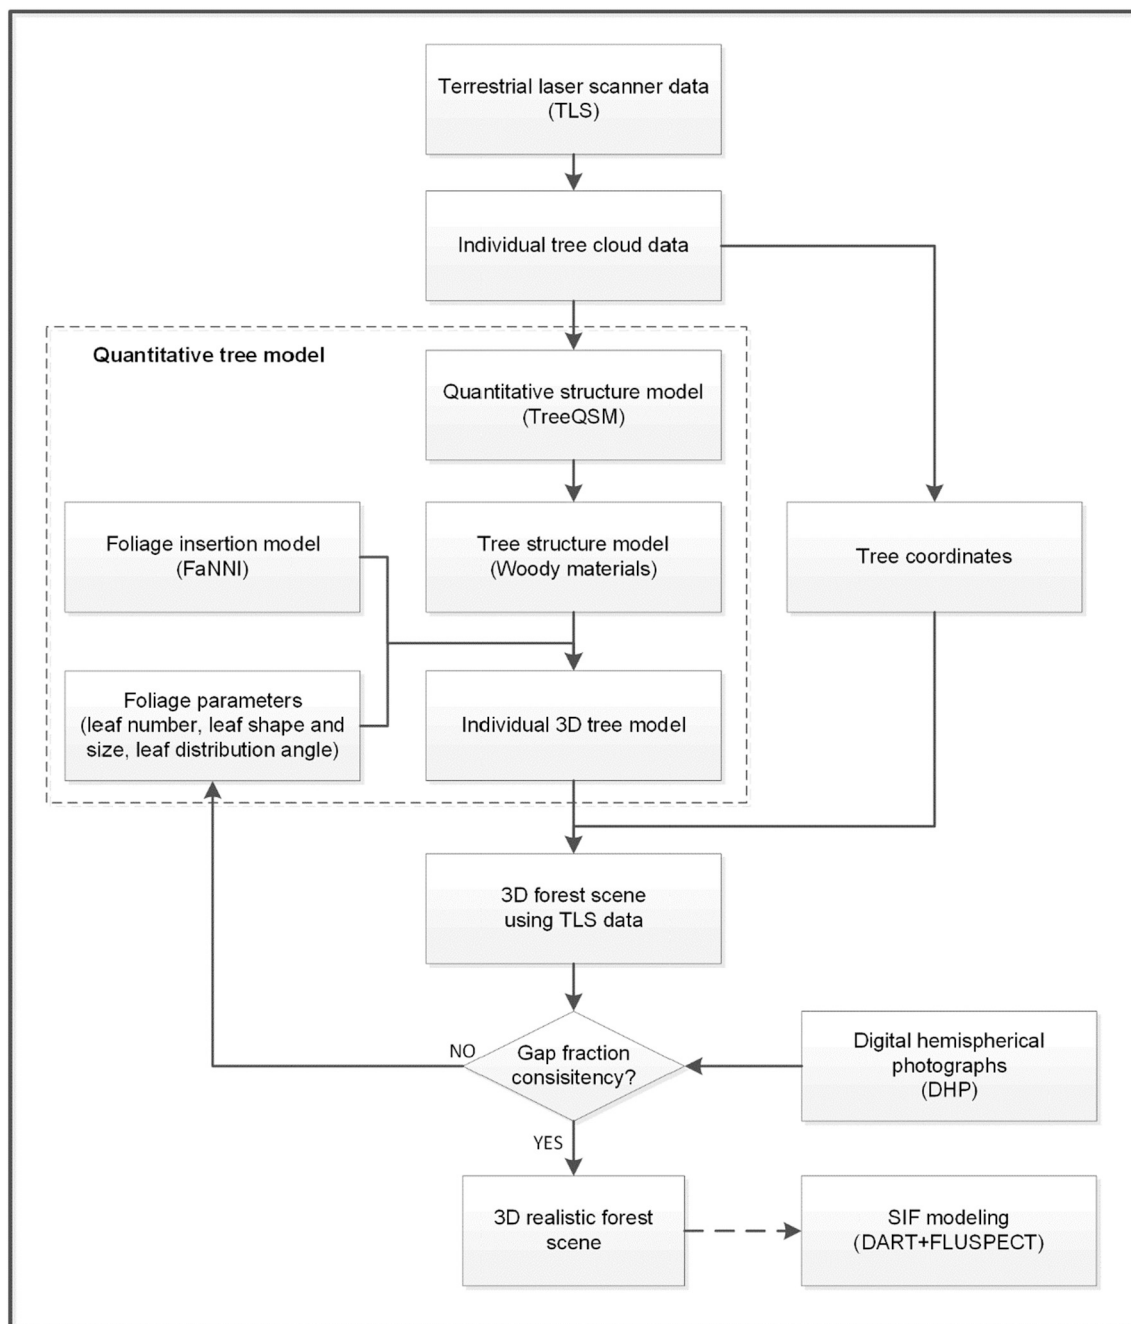 Terrestrial laser scanner data
(TLS)
Individual tree cloud data
Quantitative tree model
Quantitative structure model
(TreeQSM)
Foliage insertion model
(FaNNI)
Tree structure model
(Woody materials)
Tree coordinates
Foliage parameters
(leaf number, leaf shape and
size, leaf distribution angle)
Individual 3D tree model
3D forest scene
using TLS data
NO
Gap fraction
consisitency?
Digital hemispherical
photographs
(DHP)
YES
3D realistic forest
scene
SIF modeling
(DART+FLUSPECT)